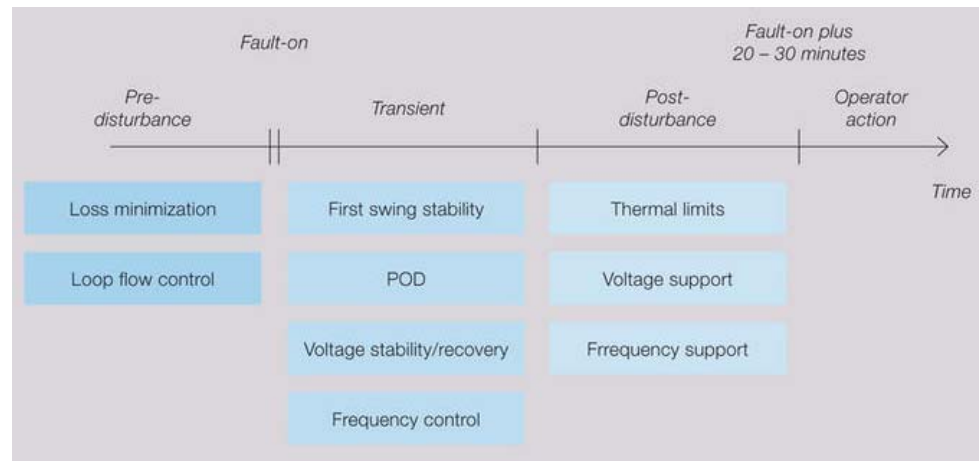 Fault-on
Fault-on plus
20 – 30 minutes
Pre-
disturbance
Transient
Post-
disturbance
Operator
action
Time
Loss minimization
First swing stability
Thermal limits
Loop flow control
POD
Voltage support
Voltage stability/recovery
Frrequency support
Frequency control